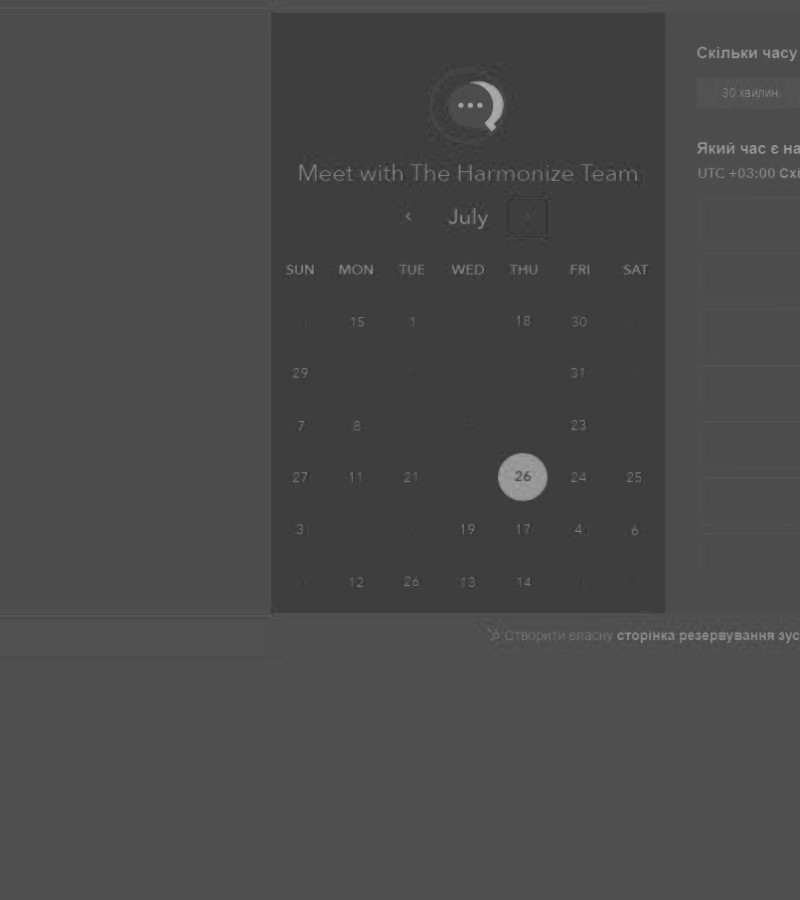 Скільки часу
30 хвилин
Який час є на
UTC +03:00 Схі
Meet with The Harmonize Team
July
SUN MON TUE WED THU FRI SAT
15 1 18 30
29 31
7 8 23
27 11 21 26 24 25
3 19 17 4 6
12 26 13 14
Створити власну сторінка резервування зус